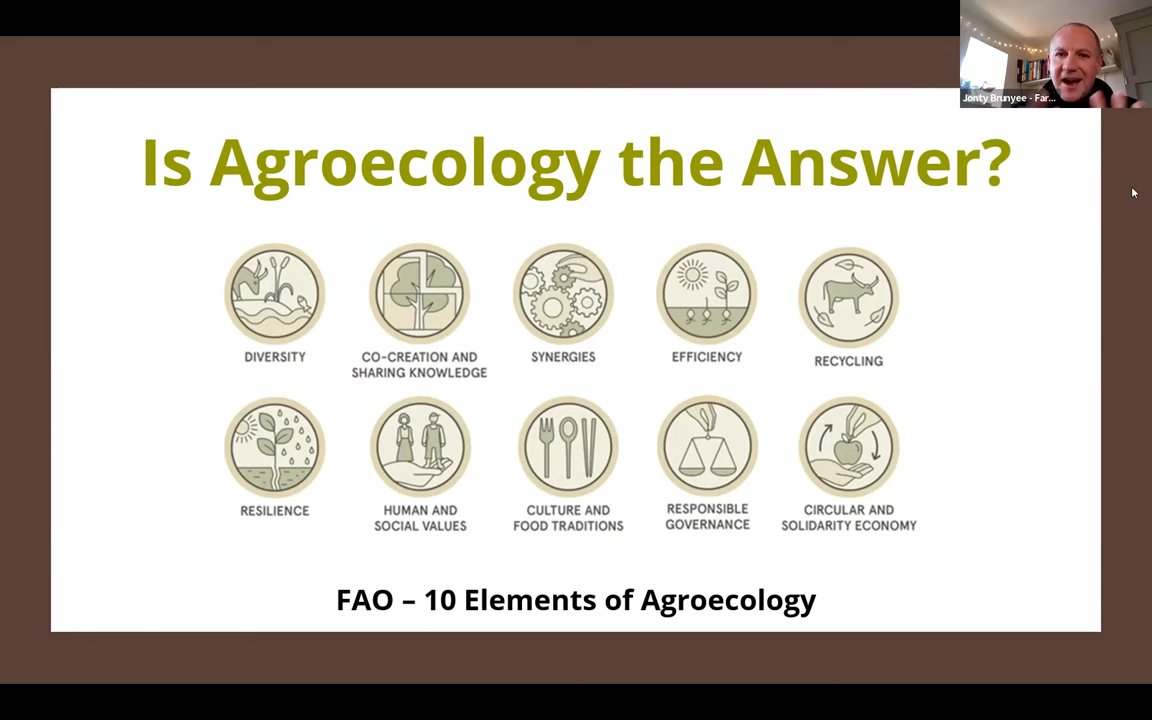 Jonty Brunyee - Far...
Is Agroecology the Answer?
DIVERSITY
CO-CREATION AND
SHARING KNOWLEDGE
SYNERGIES
EFFICIENCY
RECYCLING
RESILIENCE
HUMAN AND
SOCIAL VALUES
CULTURE AND
FOOD TRADITIONS
RESPONSIBLE
GOVERNANCE
CIRCULAR AND
SOLIDARITY ECONOMY
FAO – 10 Elements of Agroecology